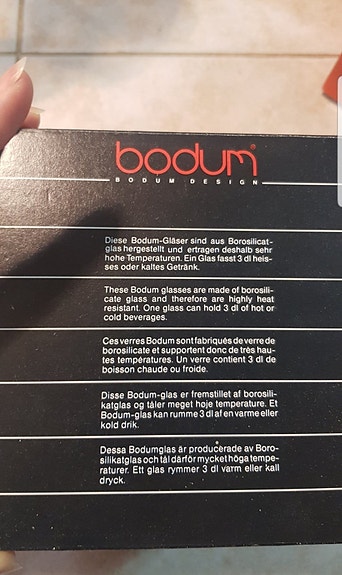 bodum®
BODUM DESIGN
Diese Bodum-Gläser sind aus Borosilicat-
glas hergestellt und ertragen deshalb sehr
hohe Temperaturen. Ein Glas fasst 3 dl heis-
ses oder kaltes Getränk.
These Bodum glasses are made of borosili-
cate glass and therefore are highly heat
resistant. One glass can hold 3 dl of hot or
cold beverages.
Ces verres Bodum sont fabriqués de verre de
borosilicate et supportent donc de très hau-
tes températures. Un verre contient 3 dl de
boisson chaude ou froide.
Disse Bodum-glas er fremstillet af borosili-
katglas og tåler meget høje temperature. Et
Bodum-glas kan rumme 3 dl af en varme eller
kold drik.
Dessa Bodumglas är producerade av Boro-
silikatglas och tål därför mycket höga tempe-
raturer. Ett glas rymmer 3 dl varm eller kall
dryck.